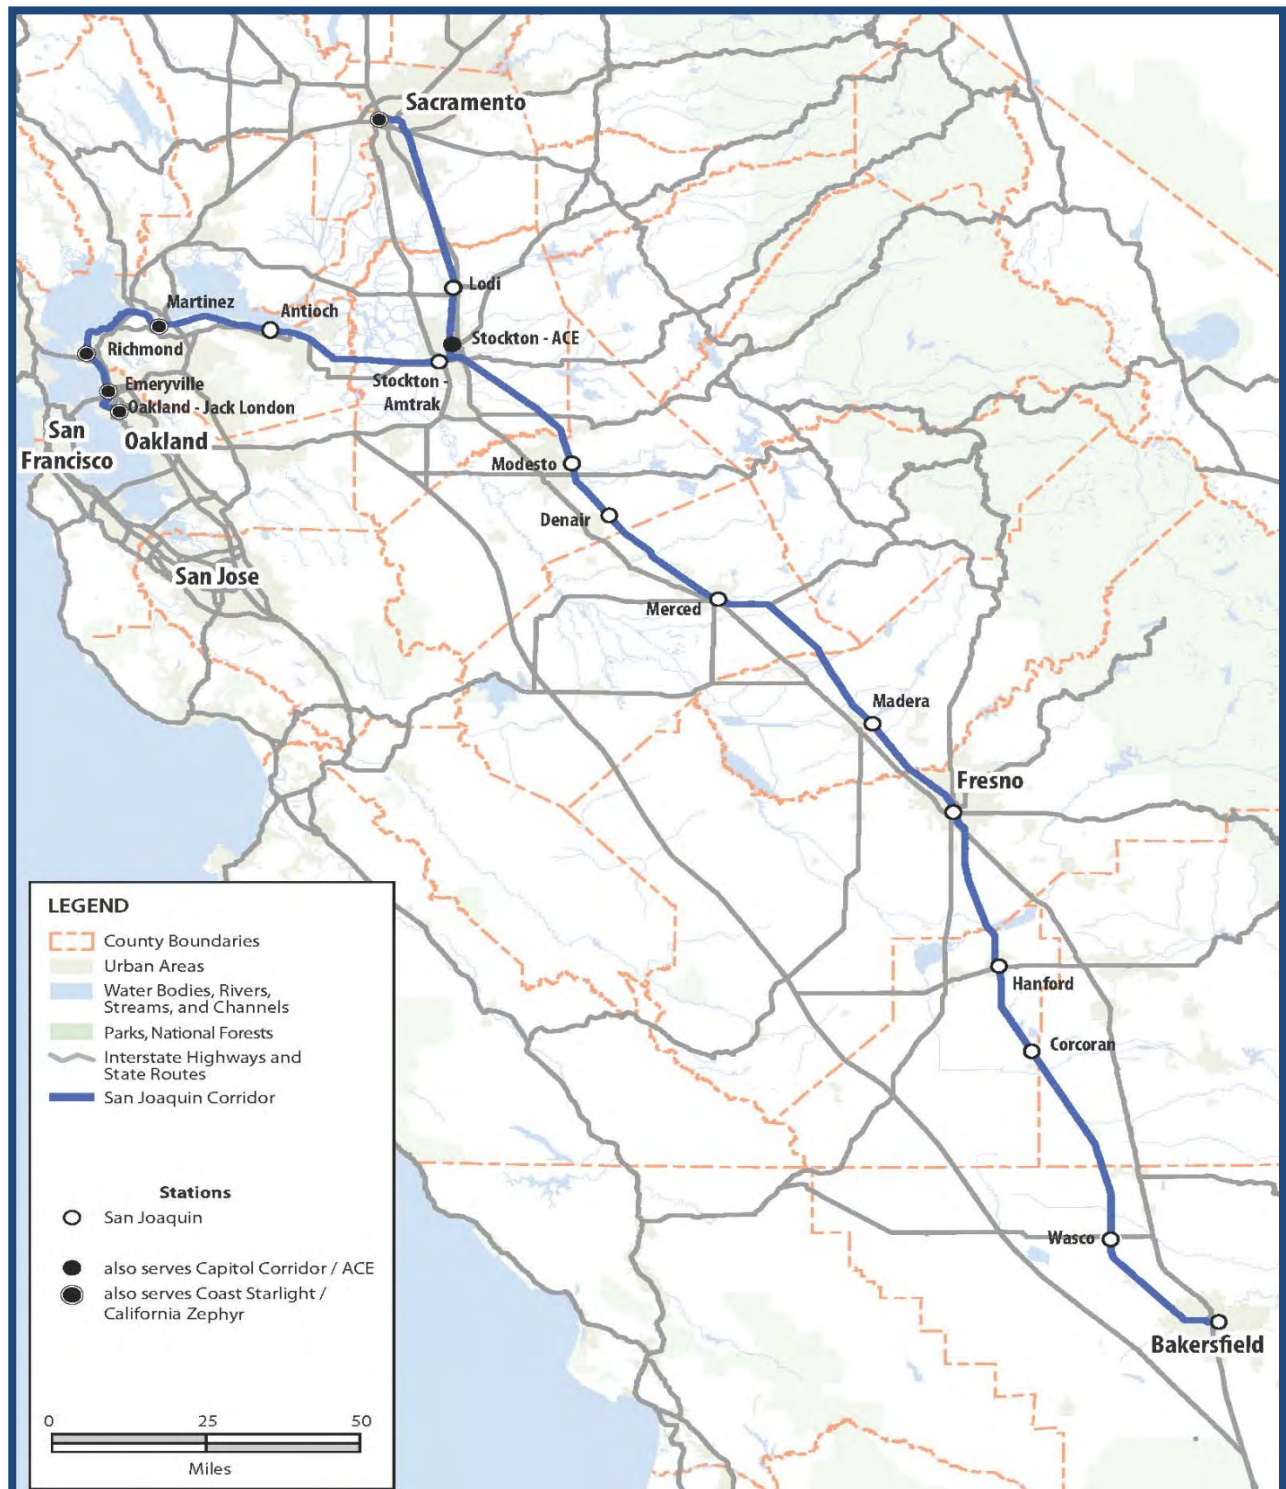 Sacramento
Lodi
Martinez
Antioch
Stockton - ACE
Richmond
Stockton -
Amtrak
Emeryville
Oakland - Jack London
San
Francisco
Oakland
Modesto
Denair
San Jose
Merced
Madera
Fresno
Hanford
Corcoran
Wasco
Bakersfield
LEGEND
County Boundaries
Urban Areas
Water Bodies, Rivers,
Streams, and Channels
Parks, National Forests
Interstate Highways and
State Routes
San Joaquin Corridor
Stations
San Joaquin
also serves Capitol Corridor / ACE
also serves Coast Starlight /
California Zephyr
0 25 50
Miles